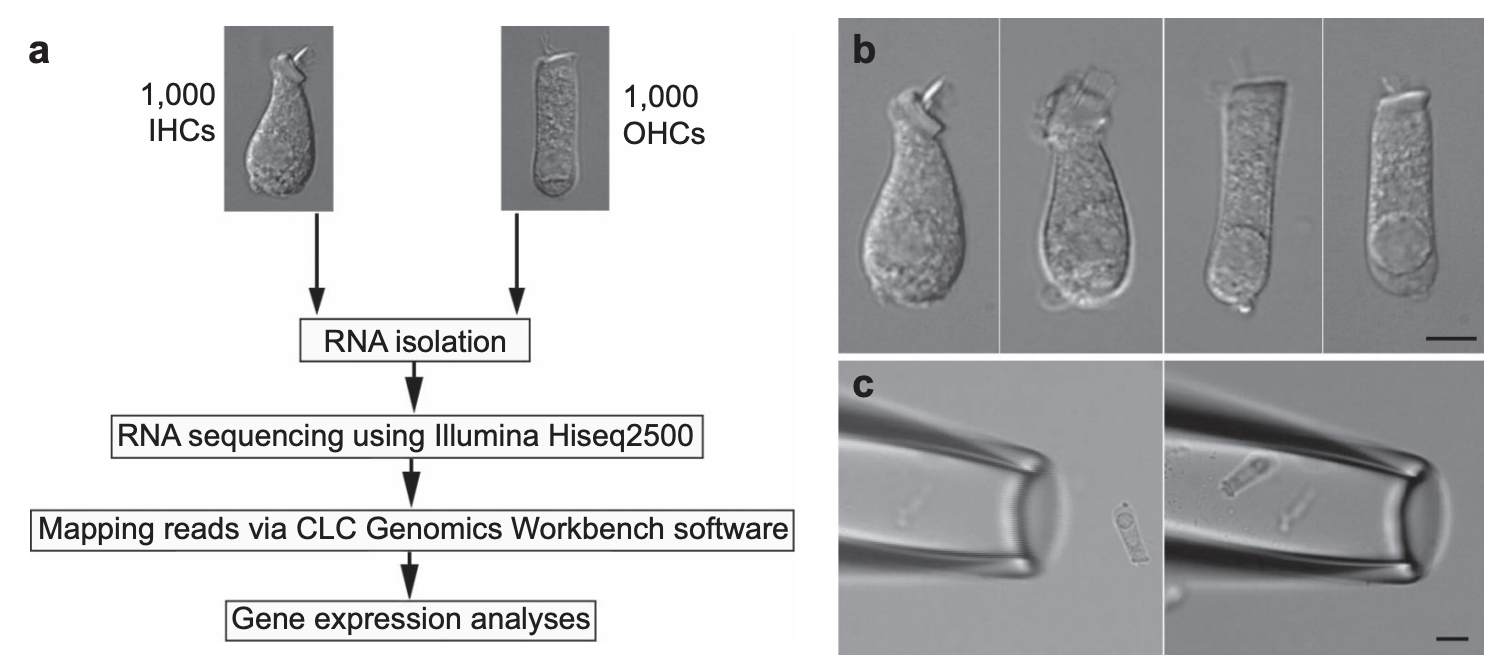 a
1,000
IHCs
1,000
OHCs
RNA isolation
RNA sequencing using Illumina Hiseq2500
Mapping reads via CLC Genomics Workbench software
Gene expression analyses
b
c